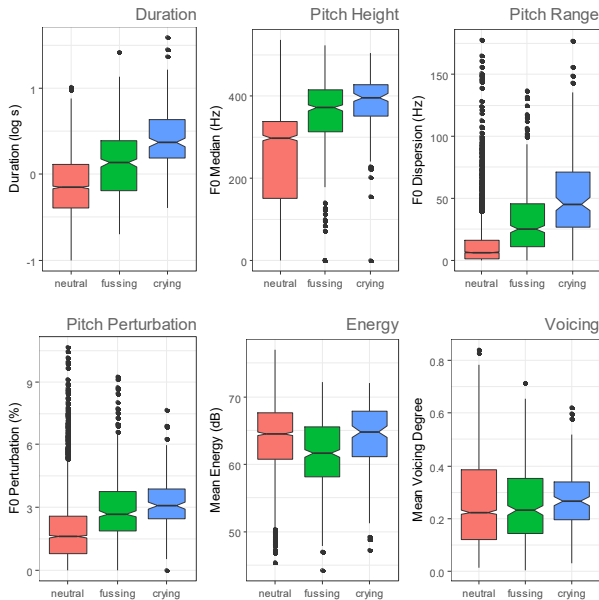 Duration
Pitch Height
Pitch Range
Duration (log s)
1
0
-1
neutral
fussing
crying
F0 Median (Hz)
400
200
0
neutral
fussing
crying
F0 Dispersion (Hz)
150
100
50
0
neutral
fussing
crying
Pitch Perturbation
Energy
Voicing
F0 Perturbation (%)
9
6
3
0
neutral
fussing
crying
Mean Energy (dB)
70
60
50
neutral
fussing
crying
Mean Voicing Degree
0.8
0.6
0.4
0.2
0.0
neutral
fussing
crying